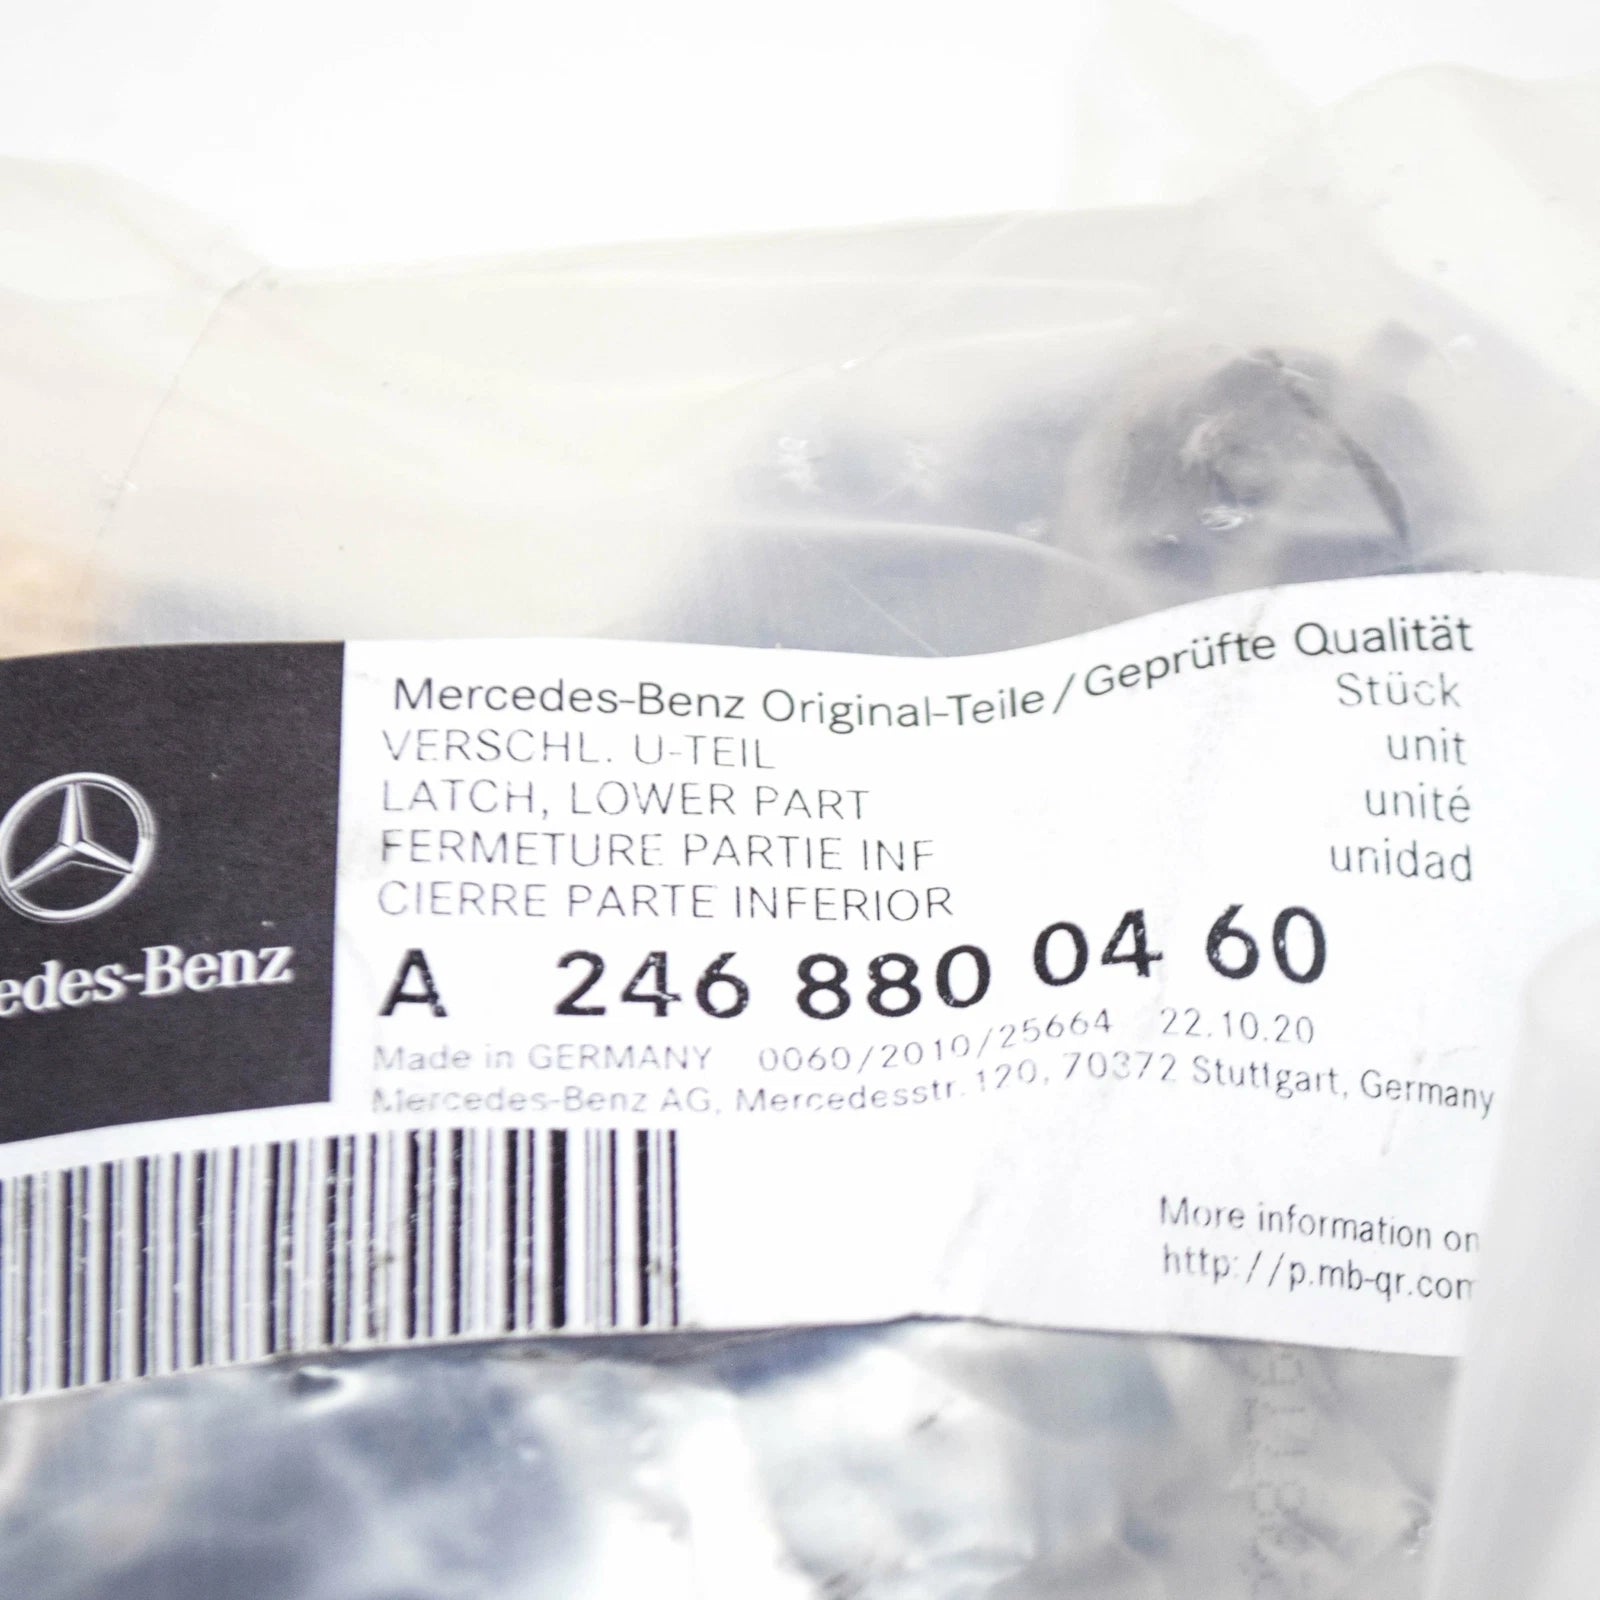 Mercedes-Benz Original-Teile/Geprüfte Qualität
VERSCHL. U-TEIL Stück
LATCH, LOWER PART unit
FERMETURE PARTIE INF unité
CIERRE PARTE INFERIOR unidad
A 246 880 04 60
Made in GERMANY 0060/2010/25664 22.10.20
Mercedes-Benz AG, Mercedesstr. 120, 70372 Stuttgart, Germany
edes-Benz
More information on
http://p.mb-qr.com